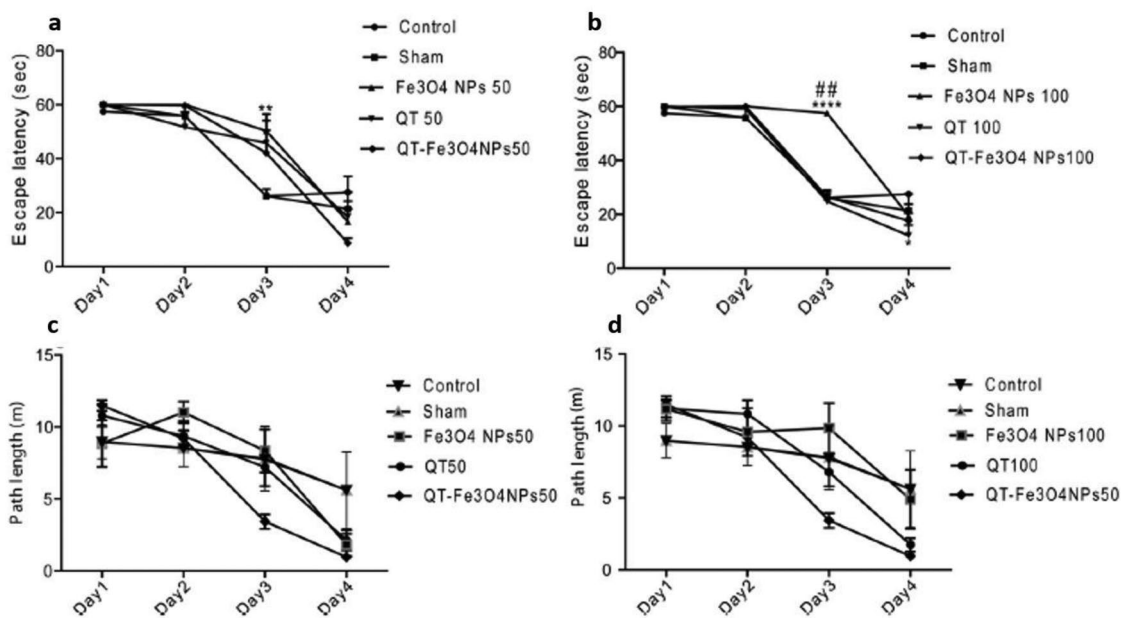 a
Control
Sham
Fe3O4 NPs 50
QT 50
QT-Fe3O4NPs50
Escape latency (sec)
80
60
40
20
0
**
Day1
Day2
Day3
Day4
b
Control
Sham
Fe3O4 NPs 100
QT 100
QT-Fe3O4 NPs100
Escape latency (sec)
80
60
40
20
0
##
****
*
Day1
Day2
Day3
Day4
c
Control
Sham
Fe3O4 NPs50
QT50
QT-Fe3O4NPs50
Path length (m)
15
10
5
0
Day1
Day2
Day3
Day4
d
Control
Sham
Fe3O4 NPs100
QT100
QT-Fe3O4NPs50
Path length (m)
15
10
5
0
Day1
Day2
Day3
Day4